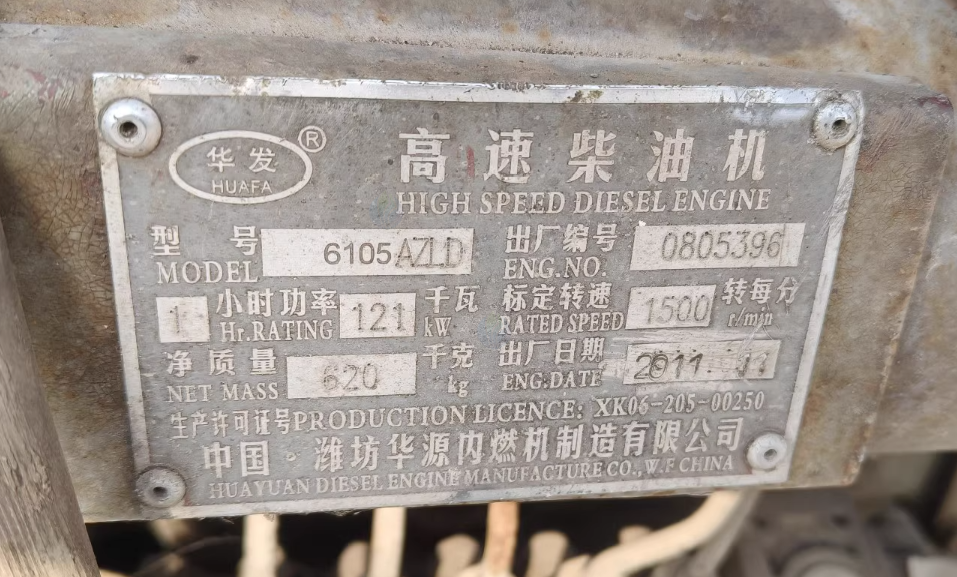 华发 ®
HUAFA
高速柴油机
HIGH SPEED DIESEL ENGINE
型号 6105AZLD 出厂编号 0805396
MODEL ENG.NO.
1 小时功率 121 千瓦 标定转速 1500 转每分
Hr.RATING kW RATED SPEED r/min
净质量 620 千克 出厂日期 2011.
NET MASS kg ENG.DATE
生产许可证号PRODUCTION LICENCE: XK06-205-00250
中国·潍坊华源内燃机制造有限公司
HUAYUAN DIESEL ENGINE MANUFACTURE CO., W.F CHINA